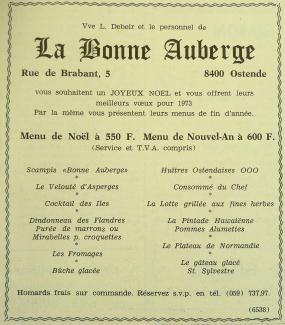 Vve L. Debeir et le personnel de
La Bonne Auberge
Rue de Brabant, 5 8400 Ostende
vous souhaitent un JOYEUX NOEL et vous offrent leurs
meilleurs vœux pour 1973
Par la même vous présentent leurs menus de fin d'année.
Menu de Noël à 550 F. Menu de Nouvel-An à 600 F.
(Service et T.V.A. compris)
Scampis «Bonne Auberge»
*
Le Velouté d'Asperges
*
Cocktail des Iles
*
Dindonneau des Flandres
Purée de marrons ou
Mirabelles p. croquettes
*
Les Fromages
*
Bûche glacée
Huîtres Ostendaises OOO
*
Consommé du Chef
*
La Lotte grillée aux fines herbes
*
La Pintade Hawaïenne
Pommes Alumettes
*
Le Plateau de Normandie
*
Le gâteau glacé
St. Sylvestre
Homards frais sur commande. Réservez s.v.p. en tél. (059) 737.97.
(6538)